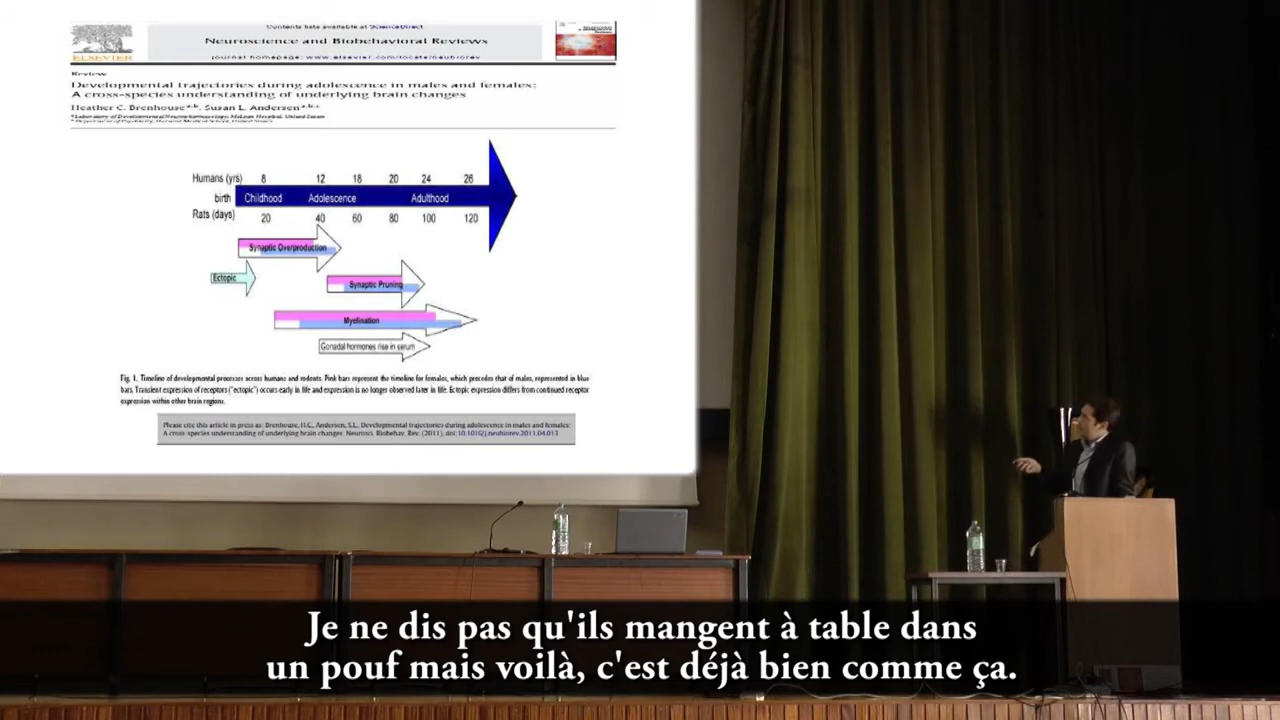 Contents lists available at ScienceDirect
Neuroscience and Biobehavioral Reviews
journal homepage: www.elsevier.com/locate/neubiorev
ELSEVIER
Review
Developmental trajectories during adolescence in males and females:
A cross-species understanding of underlying brain changes
Heather C. Brenhouse a,b, Susan L. Andersen a,b,c
Humans (yrs) 8 12 18 20 24 26
birth Childhood Adolescence Adulthood
Rats (days) 20 40 60 80 100 120
Synaptic Overproduction
Ectopic
Synaptic Pruning
Myelination
Gonadal hormones rise in serum
Fig. 1. Timeline of developmental processes across humans and rodents. Pink bars represent the timeline for females, which precedes that of males, represented in blue
bars. Transient expression of receptors ("ectopic") occurs early in life and expression is no longer observed later in life. Ectopic expression differs from continued receptor
expression within other brain regions.
Please cite this article in press as: Brenhouse, H.C., Andersen, S.L., Developmental trajectories during adolescence in males and females:
A cross-species understanding of underlying brain changes. Neurosci. Biobehav. Rev. (2011), doi:10.1016/j.neubiorev.2011.04.013
Je ne dis pas qu'ils mangent à table dans
un pouf mais voilà, c'est déjà bien comme ça.